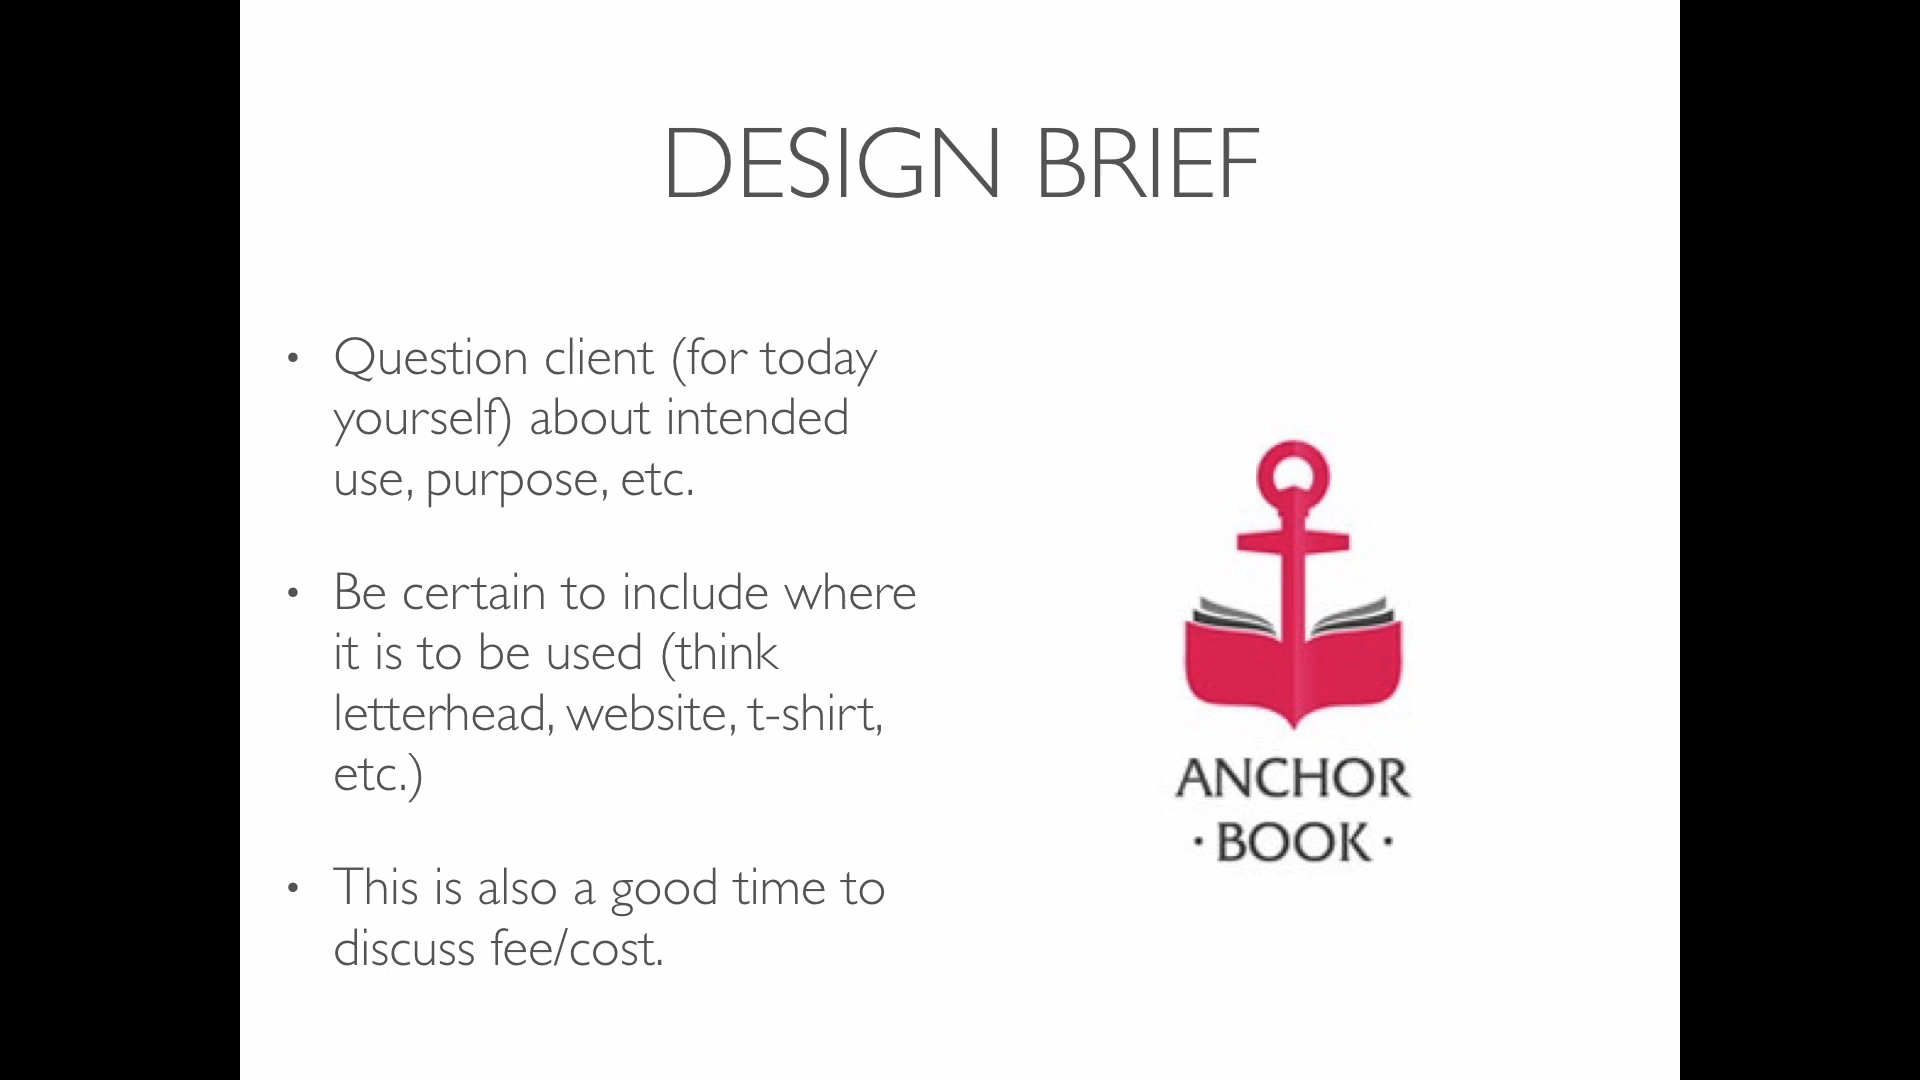 DESIGN BRIEF
• Question client (for today
yourself) about intended
use, purpose, etc.
• Be certain to include where
it is to be used (think
letterhead, website, t-shirt,
etc.)
• This is also a good time to
discuss fee/cost.
ANCHOR
· BOOK ·